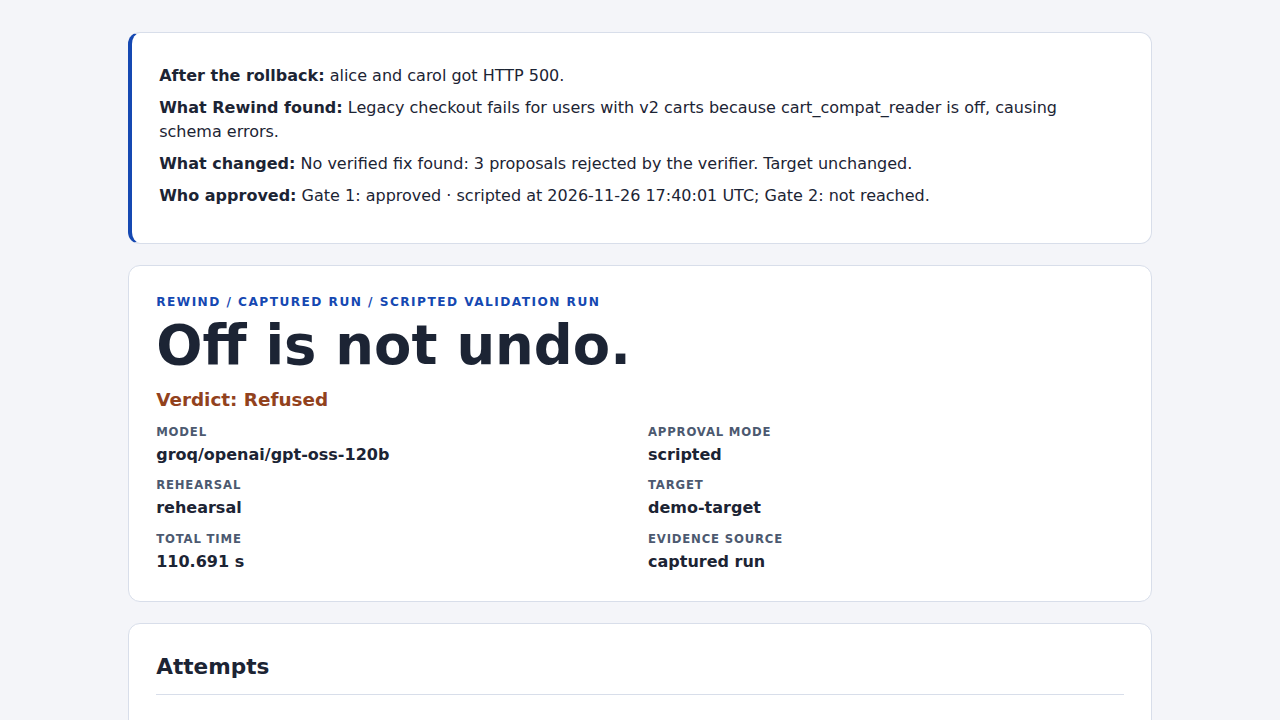 After the rollback: alice and carol got HTTP 500.
What Rewind found: Legacy checkout fails for users with v2 carts because cart_compat_reader is off, causing
schema errors.
What changed: No verified fix found: 3 proposals rejected by the verifier. Target unchanged.
Who approved: Gate 1: approved · scripted at 2026-11-26 17:40:01 UTC; Gate 2: not reached.
REWIND / CAPTURED RUN / SCRIPTED VALIDATION RUN
Off is not undo.
Verdict: Refused
MODEL
groq/openai/gpt-oss-120b
APPROVAL MODE
scripted
REHEARSAL
rehearsal
TARGET
demo-target
TOTAL TIME
110.691 s
EVIDENCE SOURCE
captured run
Attempts